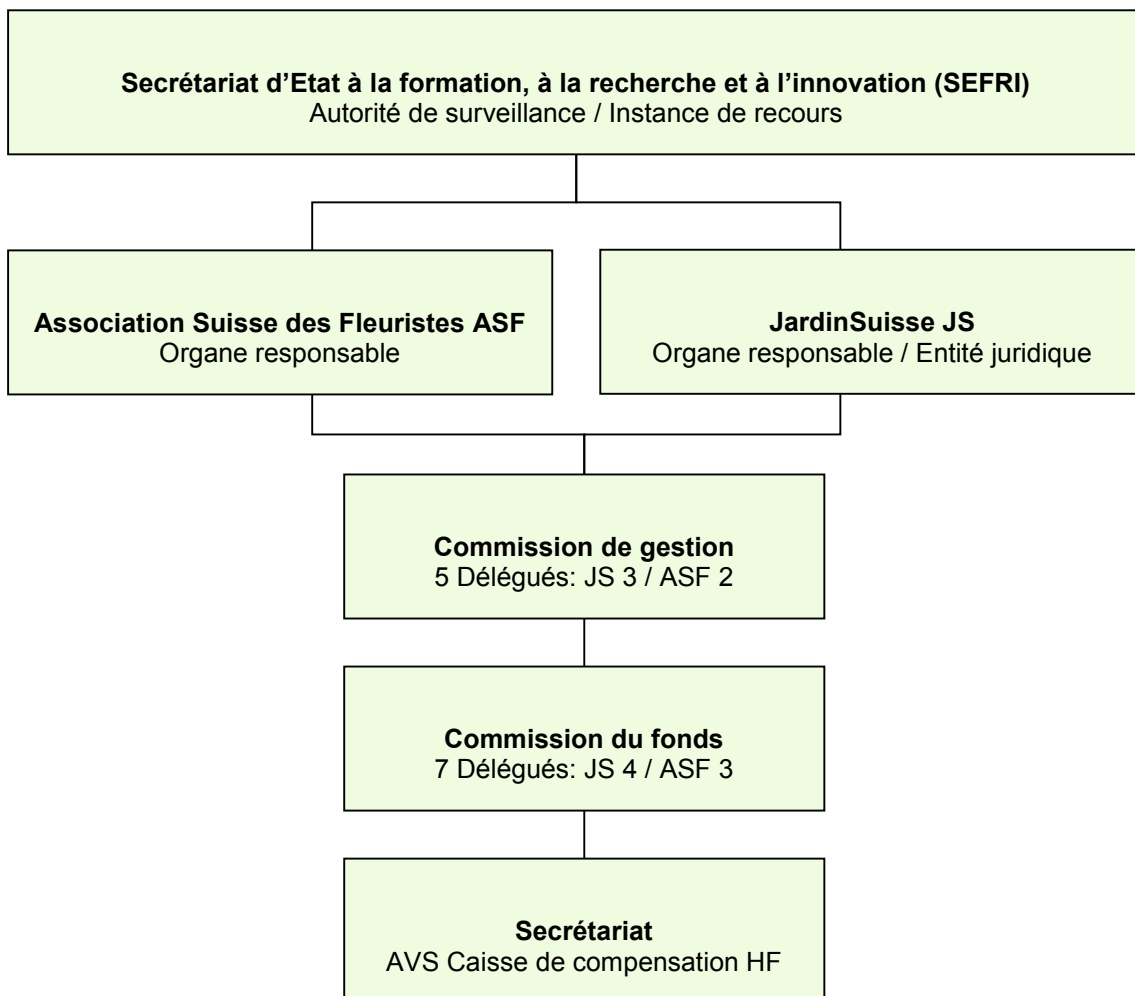 Secrétariat d’Etat à la formation, à la recherche et à l’innovation (SEFRI)
Autorité de surveillance / Instance de recours
Association Suisse des Fleuristes ASF
Organe responsable
JardinSuisse JS
Organe responsable / Entité juridique
Commission de gestion
5 Délégués: JS 3 / ASF 2
Commission du fonds
7 Délégués: JS 4 / ASF 3
Secrétariat
AVS Caisse de compensation HF